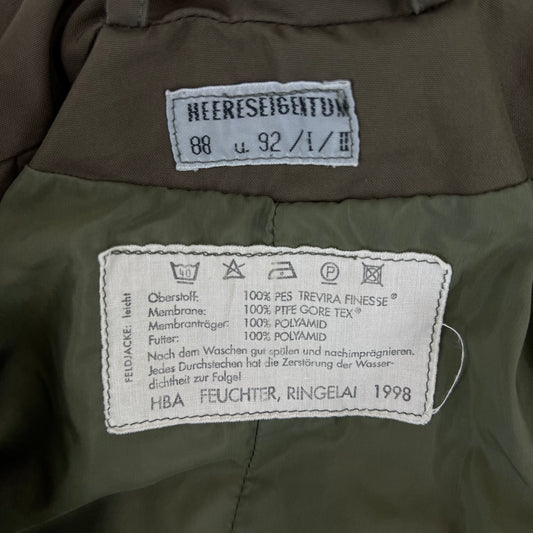 HEERESEIGENTUM
88 u. 92/I/II
40 P
FELDJACKE: leicht
Oberstoff: 100% PES TREVIRA FINESSE®
Membrane: 100% PTFE GORE TEX®
Membranträger: 100% POLYAMID
Futter: 100% POLYAMID
Nach dem Waschen gut spülen und nachimprägnieren.
Jedes Durchstechen hat die Zerstörung der Wasser-
dichtheit zur Folge!
HBA FEUCHTER, RINGELAI 1998